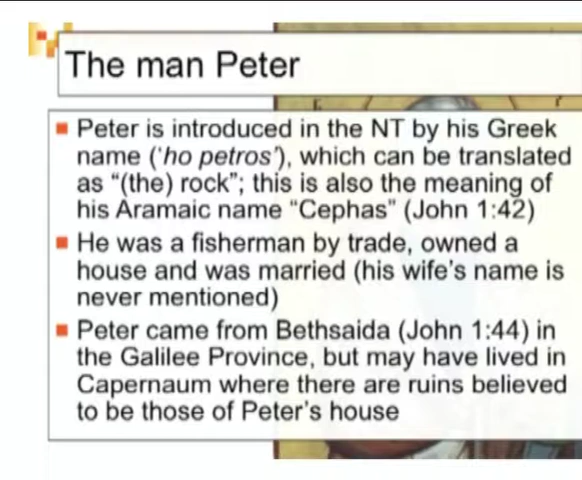 The man Peter
Peter is introduced in the NT by his Greek
name ('ho petros'), which can be translated
as "(the) rock"; this is also the meaning of
his Aramaic name "Cephas" (John 1:42)
He was a fisherman by trade, owned a
house and was married (his wife's name is
never mentioned)
Peter came from Bethsaida (John 1:44) in
the Galilee Province, but may have lived in
Capernaum where there are ruins believed
to be those of Peter's house